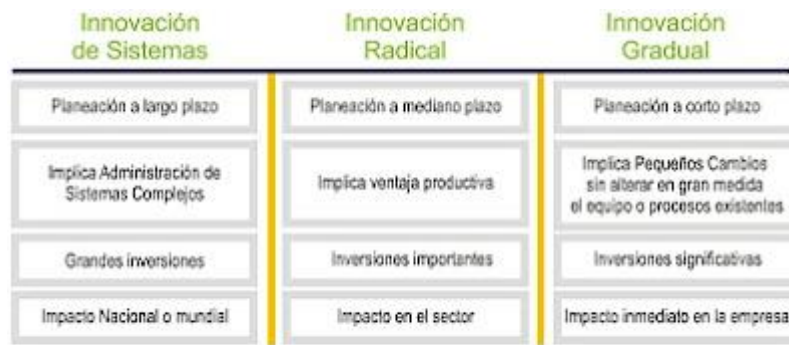 Innovación
de Sistemas
Planeación a largo plazo
Implica Administración de
Sistemas Complejos
Grandes inversiones
Impacto Nacional o mundial
Innovación
Radical
Planeación a mediano plazo
Implica ventaja productiva
Inversiones importantes
Impacto en el sector
Innovación
Gradual
Planeación a corto plazo
Implica Pequeños Cambios
sin alterar en gran medida
el equipo o procesos existentes
Inversiones significativas
Impacto inmediato en la empresa